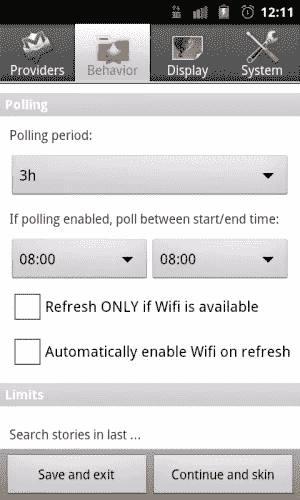 12:11
Providers Behavior Display System
Polling
Polling period:
3h
If polling enabled, poll between start/end time:
08:00 08:00
Refresh ONLY if Wifi is available
Automatically enable Wifi on refresh
Limits
Search stories in last ...
Save and exit Continue and skin